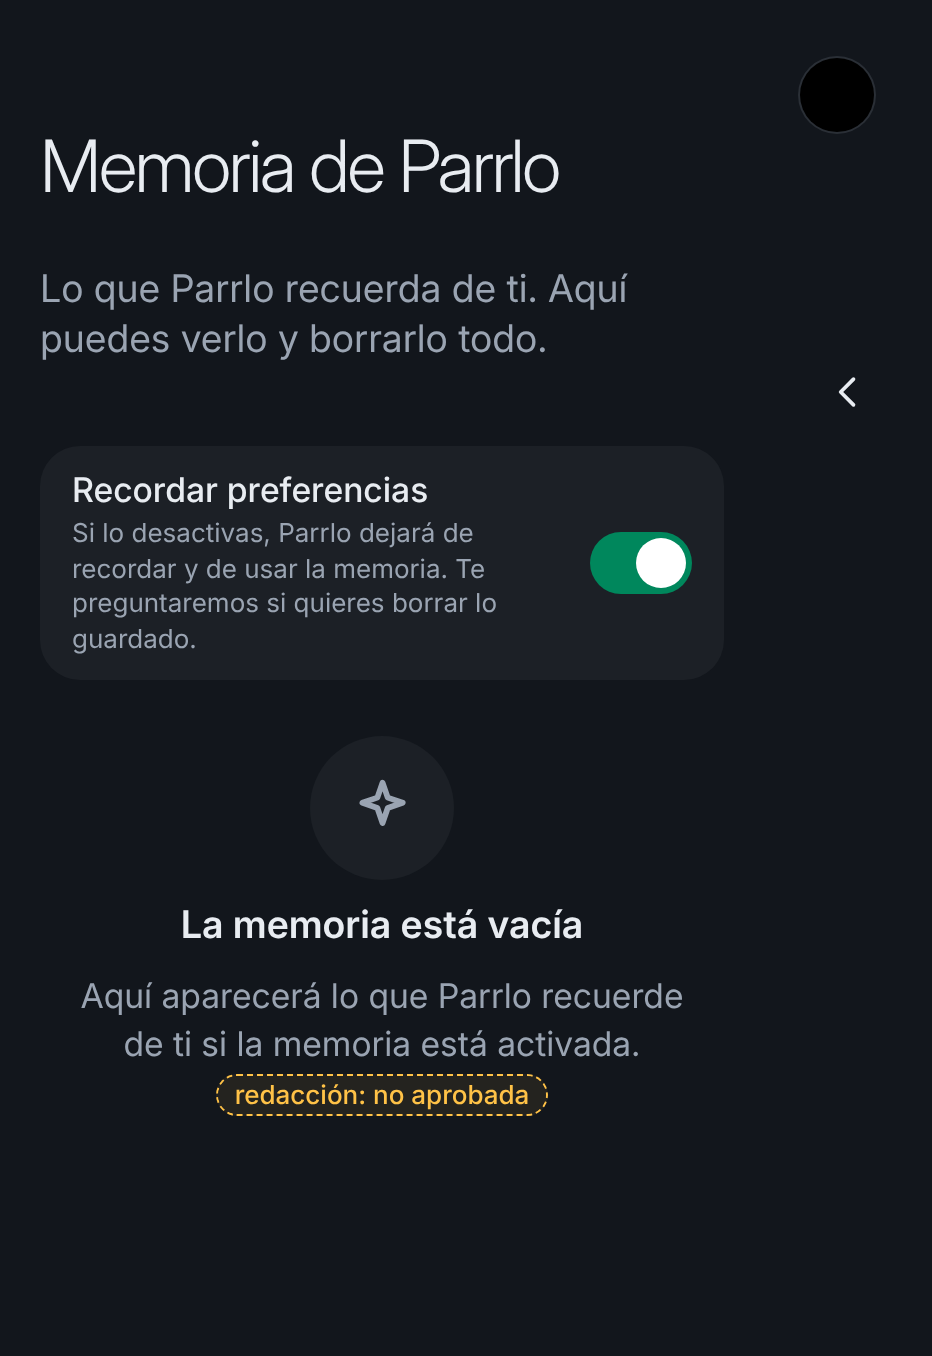 Memoria de Parrlo
Lo que Parrlo recuerda de ti. Aquí
puedes verlo y borrarlo todo.
Recordar preferencias
Si lo desactivas, Parrlo dejará de
recordar y de usar la memoria. Te
preguntaremos si quieres borrar lo
guardado.
La memoria está vacía
Aquí aparecerá lo que Parrlo recuerde
de ti si la memoria está activada.
redacción: no aprobada